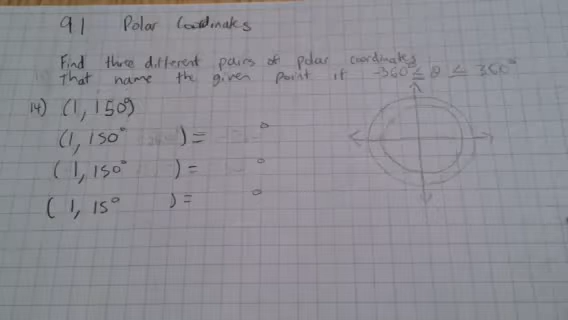 9.1 Polar Coordinates
Find three different pairs of polar coordinates
That name the given point if -360° ≤ θ ≤ 360°
14) (1, 150°)
(1, 150° ) = °
(1, 150° ) = °
(1, 15° ) = °